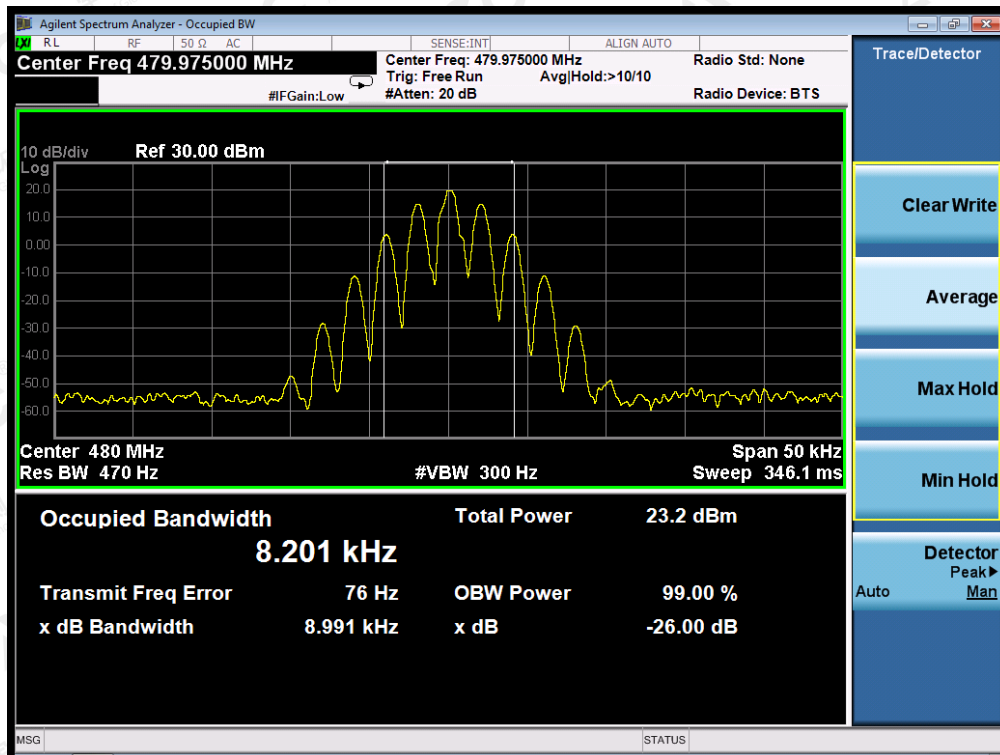 Agilent Spectrum Analyzer - Occupied BW
LXI RL RF 50 Ω AC SENSE:INT ALIGN AUTO
Center Freq 479.975000 MHz
#IFGain:Low
Center Freq: 479.975000 MHz
Trig: Free Run Avg|Hold:>10/10
#Atten: 20 dB
Radio Std: None
Radio Device: BTS
10 dB/div Ref 30.00 dBm
Log
20.0
10.0
0.00
-10.0
-20.0
-30.0
-40.0
-50.0
-60.0
Center 480 MHz Span 50 kHz
Res BW 470 Hz #VBW 300 Hz Sweep 346.1 ms
Occupied Bandwidth Total Power 23.2 dBm
8.201 kHz
Transmit Freq Error 76 Hz OBW Power 99.00 %
x dB Bandwidth 8.991 kHz x dB -26.00 dB
MSG STATUS
Trace/Detector
Clear Write
Average
Max Hold
Min Hold
Detector
Peak▶
Auto Man